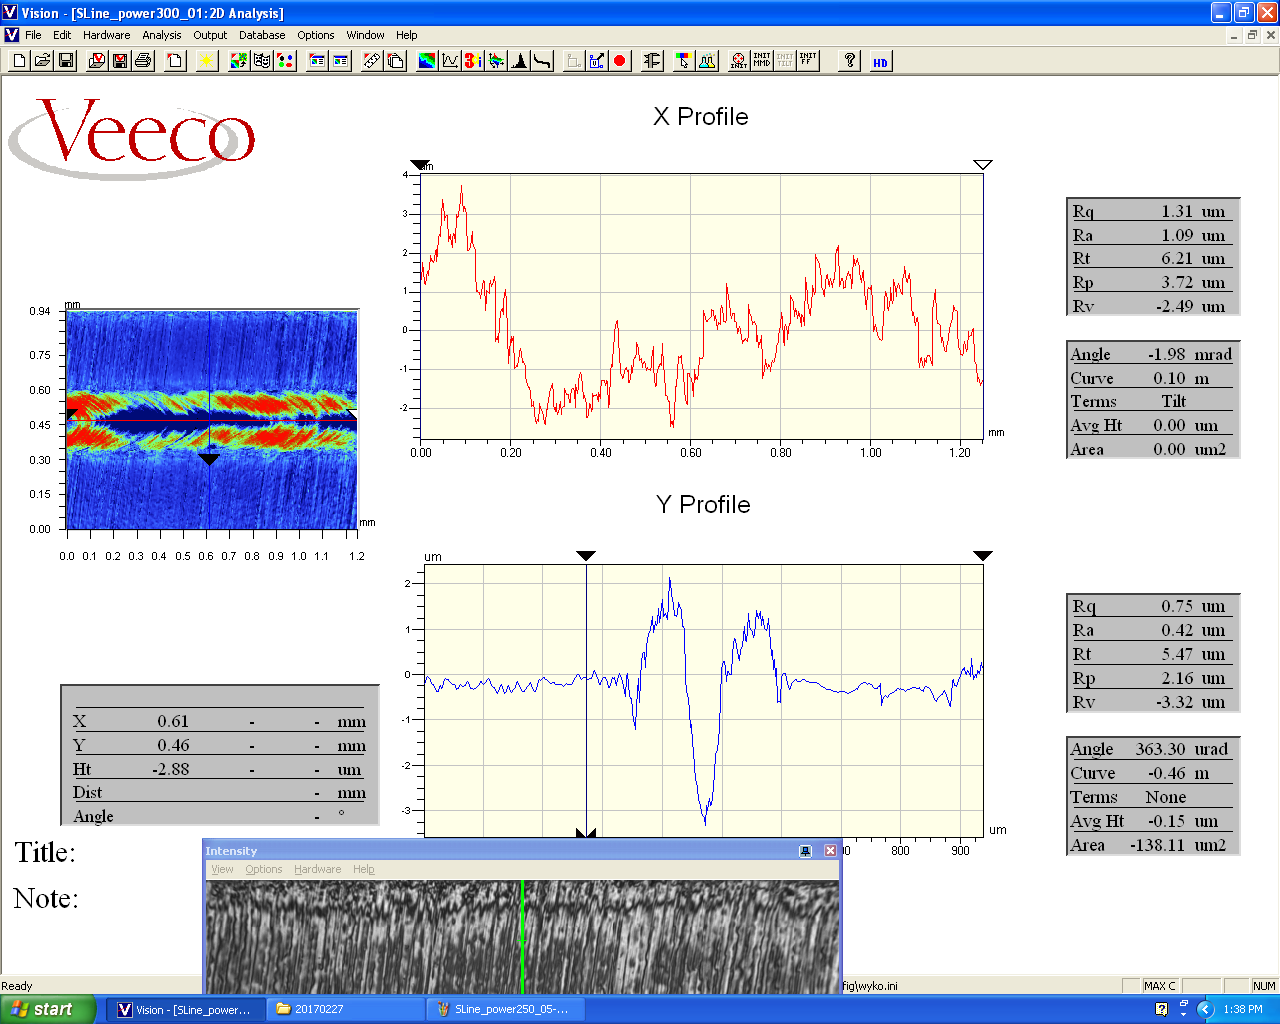 Vision - [SLine_power300_01:2D Analysis]
File Edit Hardware Analysis Output Database Options Window Help
INIT INIT MMD INIT TILT INIT FF ? HD
Veeco
X Profile
um
4
3
2
1
0
-1
-2
0.00 0.20 0.40 0.60 0.80 1.00 1.20
mm
Rq 1.31 um
Ra 1.09 um
Rt 6.21 um
Rp 3.72 um
Rv -2.49 um
Angle -1.98 mrad
Curve 0.10 m
Terms Tilt
Avg Ht 0.00 um
Area 0.00 um2
mm
0.94
0.75
0.60
0.45
0.30
0.15
0.00
mm
0.0 0.1 0.2 0.3 0.4 0.5 0.6 0.7 0.8 0.9 1.0 1.1 1.2
Y Profile
um
2
1
0
-1
-2
-3
um
00 800 900
Rq 0.75 um
Ra 0.42 um
Rt 5.47 um
Rp 2.16 um
Rv -3.32 um
Angle 363.30 urad
Curve -0.46 m
Terms None
Avg Ht -0.15 um
Area -138.11 um2
X 0.61 - - mm
Y 0.46 - - mm
Ht -2.88 - - um
Dist - mm
Angle - °
Title:
Note:
Intensity
View Options Hardware Help
Ready
fig\wyko.ini
MAX C NUM
start
Vision - [SLine_power...
20170227
SLine_power250_05-...
1:38 PM